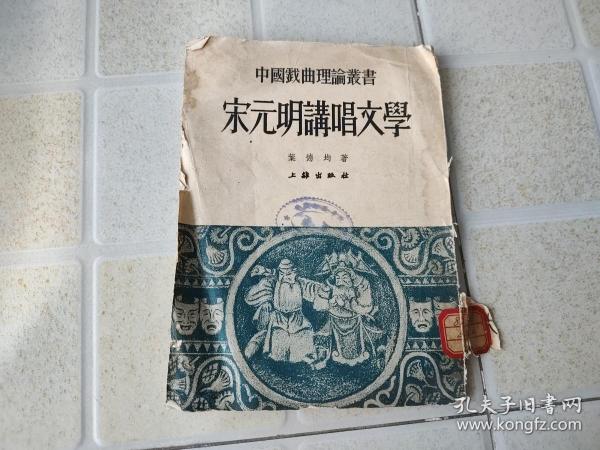 中國戲曲理論叢書
宋元明講唱文學
葉德均著
上雜出版社
孔夫子旧书网
www.kongfz.com